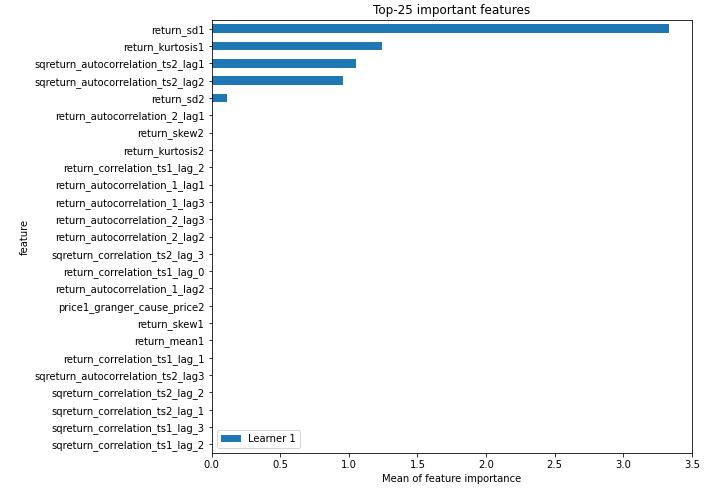 Top-25 important features
return_sd1
return_kurtosis1
sqreturn_autocorrelation_ts2_lag1
sqreturn_autocorrelation_ts2_lag2
return_sd2
return_autocorrelation_2_lag1
return_skew2
return_kurtosis2
return_correlation_ts1_lag_2
return_autocorrelation_1_lag1
return_autocorrelation_1_lag3
return_autocorrelation_2_lag3
return_autocorrelation_2_lag2
sqreturn_correlation_ts2_lag_3
return_correlation_ts1_lag_0
return_autocorrelation_1_lag2
price1_granger_cause_price2
return_skew1
return_mean1
return_correlation_ts1_lag_1
sqreturn_autocorrelation_ts2_lag3
sqreturn_correlation_ts2_lag_2
sqreturn_correlation_ts2_lag_1
sqreturn_correlation_ts1_lag_3
sqreturn_correlation_ts1_lag_2
feature
Learner 1
0.0 0.5 1.0 1.5 2.0 2.5 3.0 3.5
Mean of feature importance